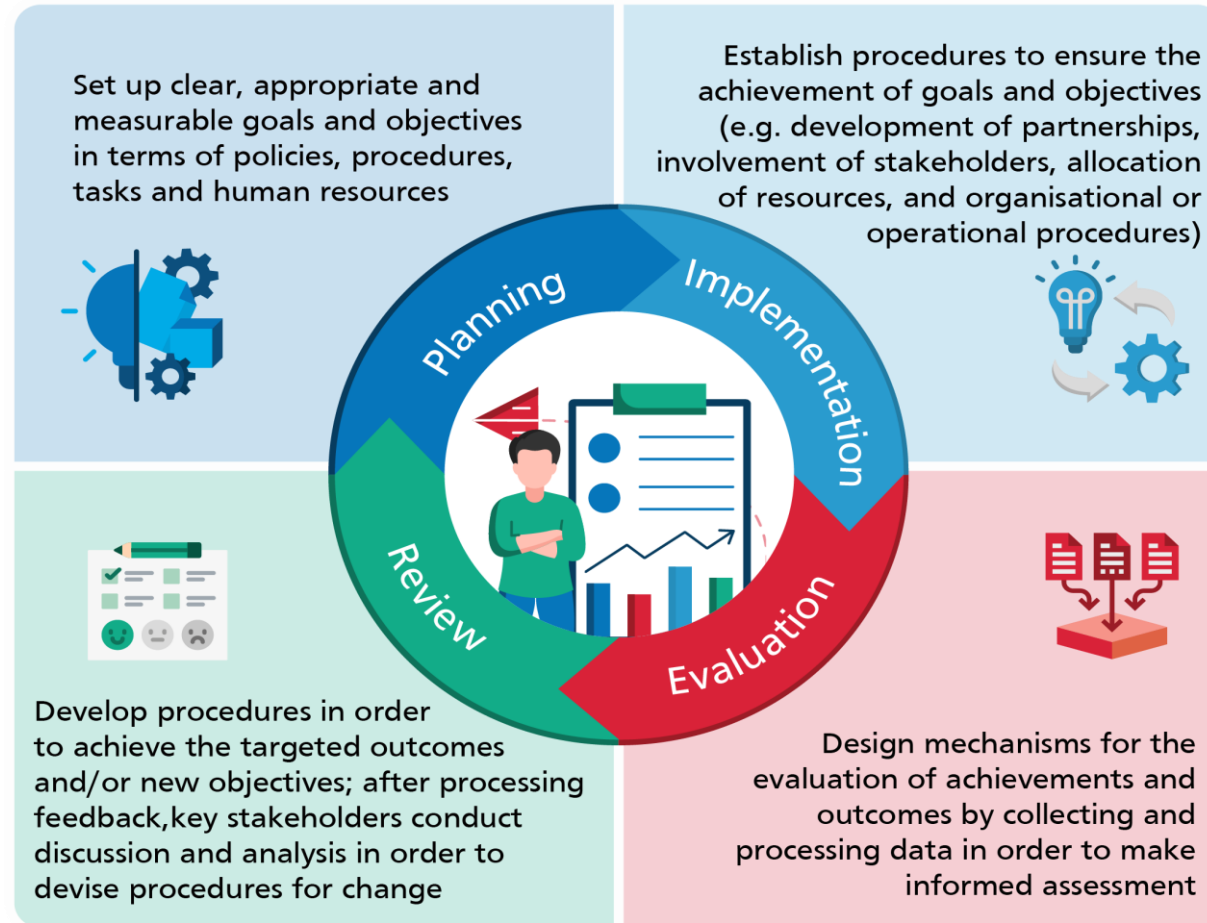 Set up clear, appropriate and
measurable goals and objectives
in terms of policies, procedures,
tasks and human resources
Establish procedures to ensure the
achievement of goals and objectives
(e.g. development of partnerships,
involvement of stakeholders, allocation
of resources, and organisational or
operational procedures)
Planning
Implementation
Review
Evaluation
Develop procedures in order
to achieve the targeted outcomes
and/or new objectives; after processing
feedback,key stakeholders conduct
discussion and analysis in order to
devise procedures for change
Design mechanisms for the
evaluation of achievements and
outcomes by collecting and
processing data in order to make
informed assessment